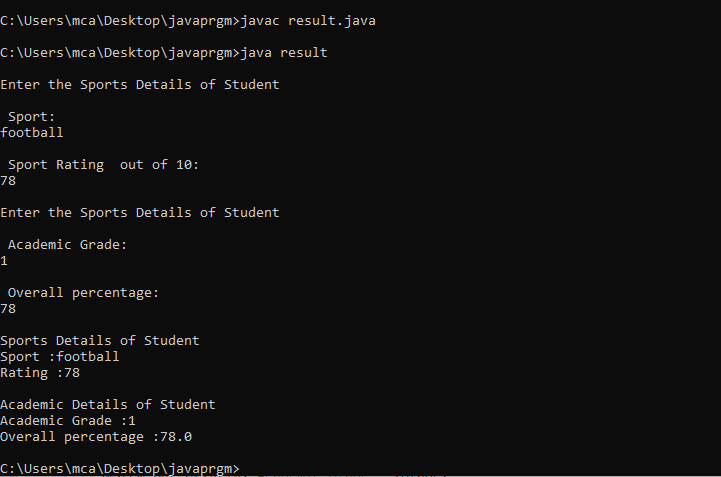 C:\Users\mca\Desktop\javaprgm>javac result.java
C:\Users\mca\Desktop\javaprgm>java result
Enter the Sports Details of Student
Sport:
football
Sport Rating  out of 10:
78
Enter the Sports Details of Student
Academic Grade:
1
Overall percentage:
78
Sports Details of Student
Sport :football
Rating :78
Academic Details of Student
Academic Grade :1
Overall percentage :78.0
C:\Users\mca\Desktop\javaprgm>